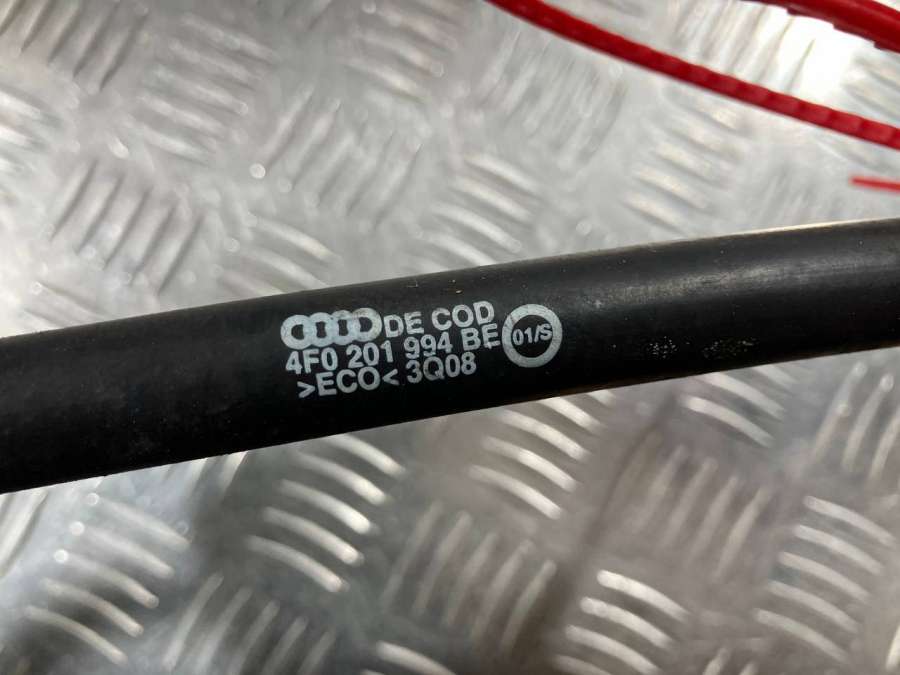 DE COD
4F0 201 994 BE
>ECO< 3Q08
01/S